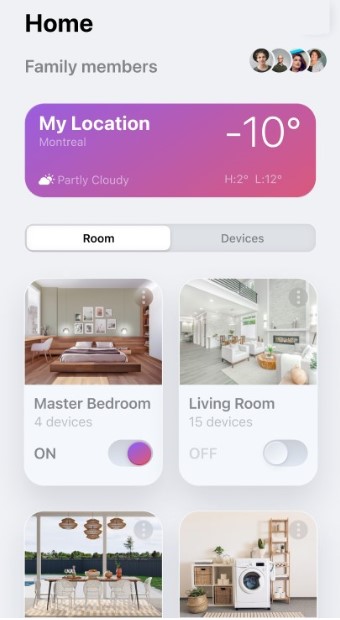 Home
Family members
My Location
Montreal
-10°
Partly Cloudy
H:2° L:12°
Room
Devices
Master Bedroom
4 devices
ON
Living Room
15 devices
OFF